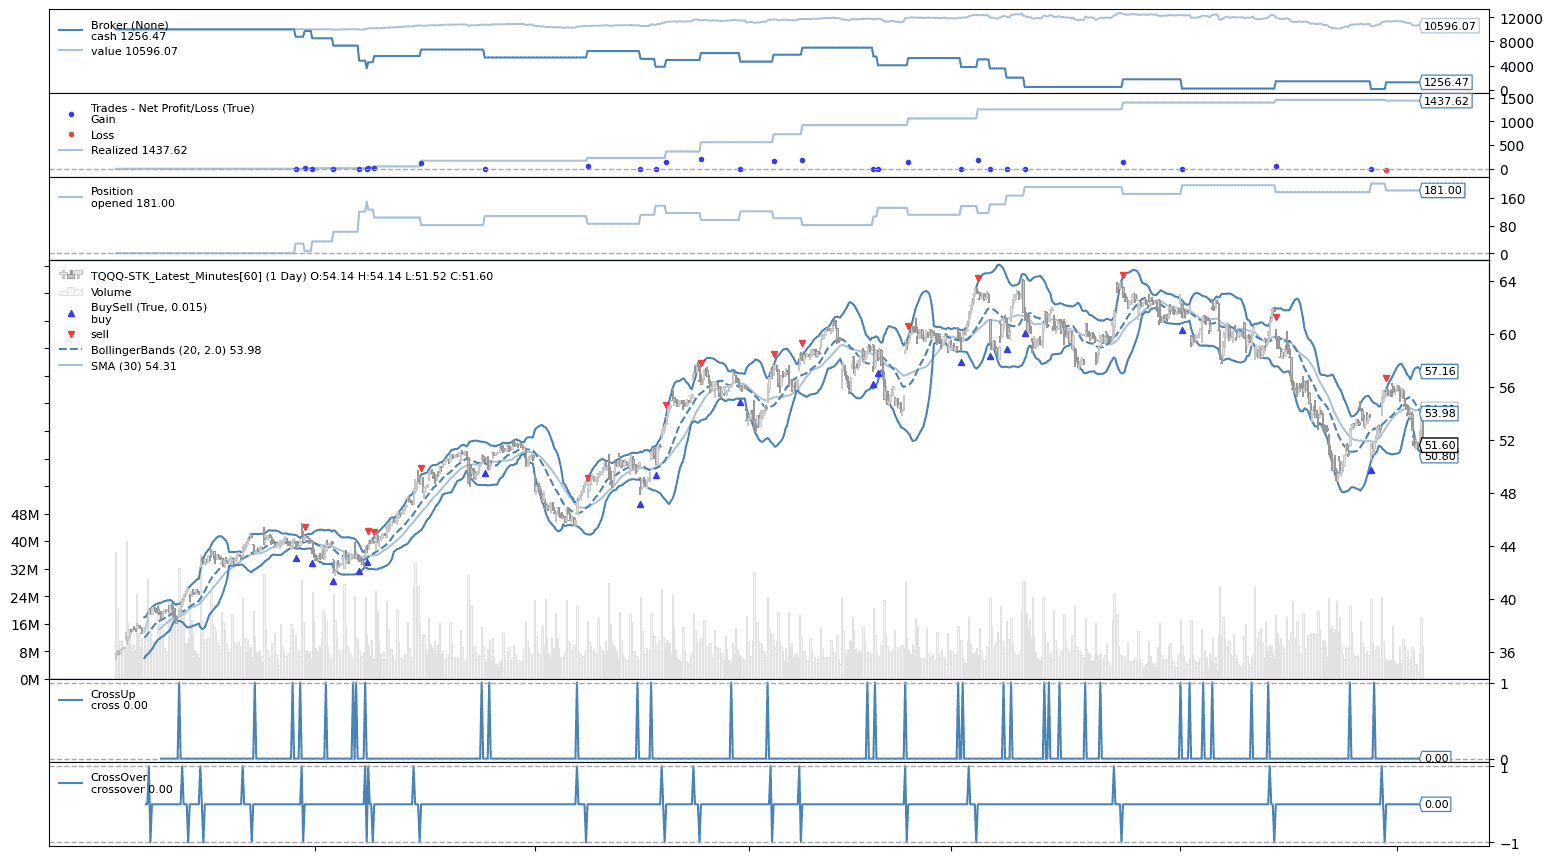 Broker (None)
cash 1256.47
value 10596.07
12000
8000
4000
0
10596.07
1256.47
Trades - Net Profit/Loss (True)
Gain
Loss
Realized 1437.62
1500
1000
500
0
1437.62
Position
opened 181.00
160
80
0
181.00
TQQQ-STK_Latest_Minutes[60] (1 Day) O:54.14 H:54.14 L:51.52 C:51.60
Volume
BuySell (True, 0.015)
buy
sell
BollingerBands (20, 2.0) 53.98
SMA (30) 54.31
64
60
56
52
48
44
40
36
57.16
53.98
51.60
50.80
48M
40M
32M
24M
16M
8M
0M
CrossUp
cross 0.00
1
0
0.00
CrossOver
crossover 0.00
1
−1
0.00